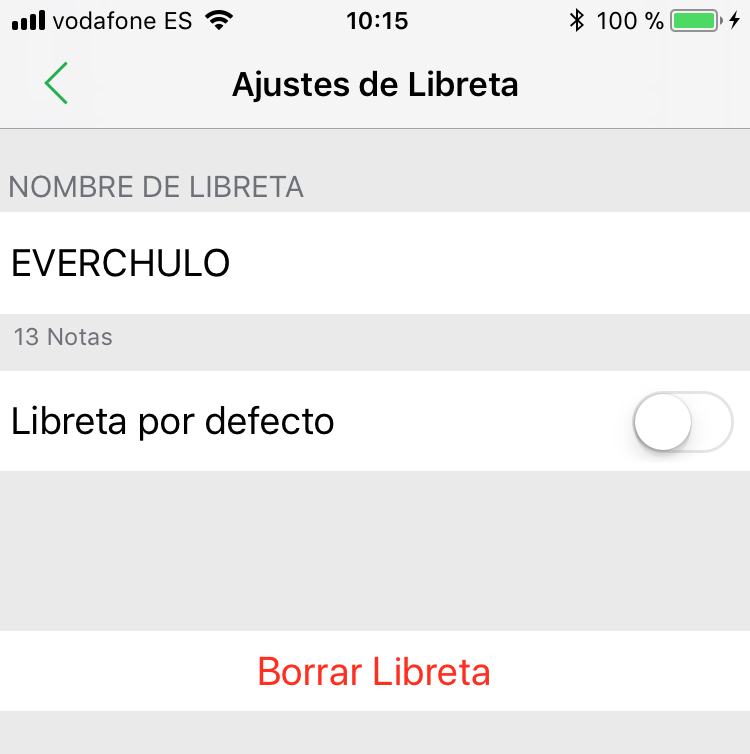 vodafone ES 10:15 100 %
Ajustes de Libreta
NOMBRE DE LIBRETA
EVERCHULO
13 Notas
Libreta por defecto
Borrar Libreta